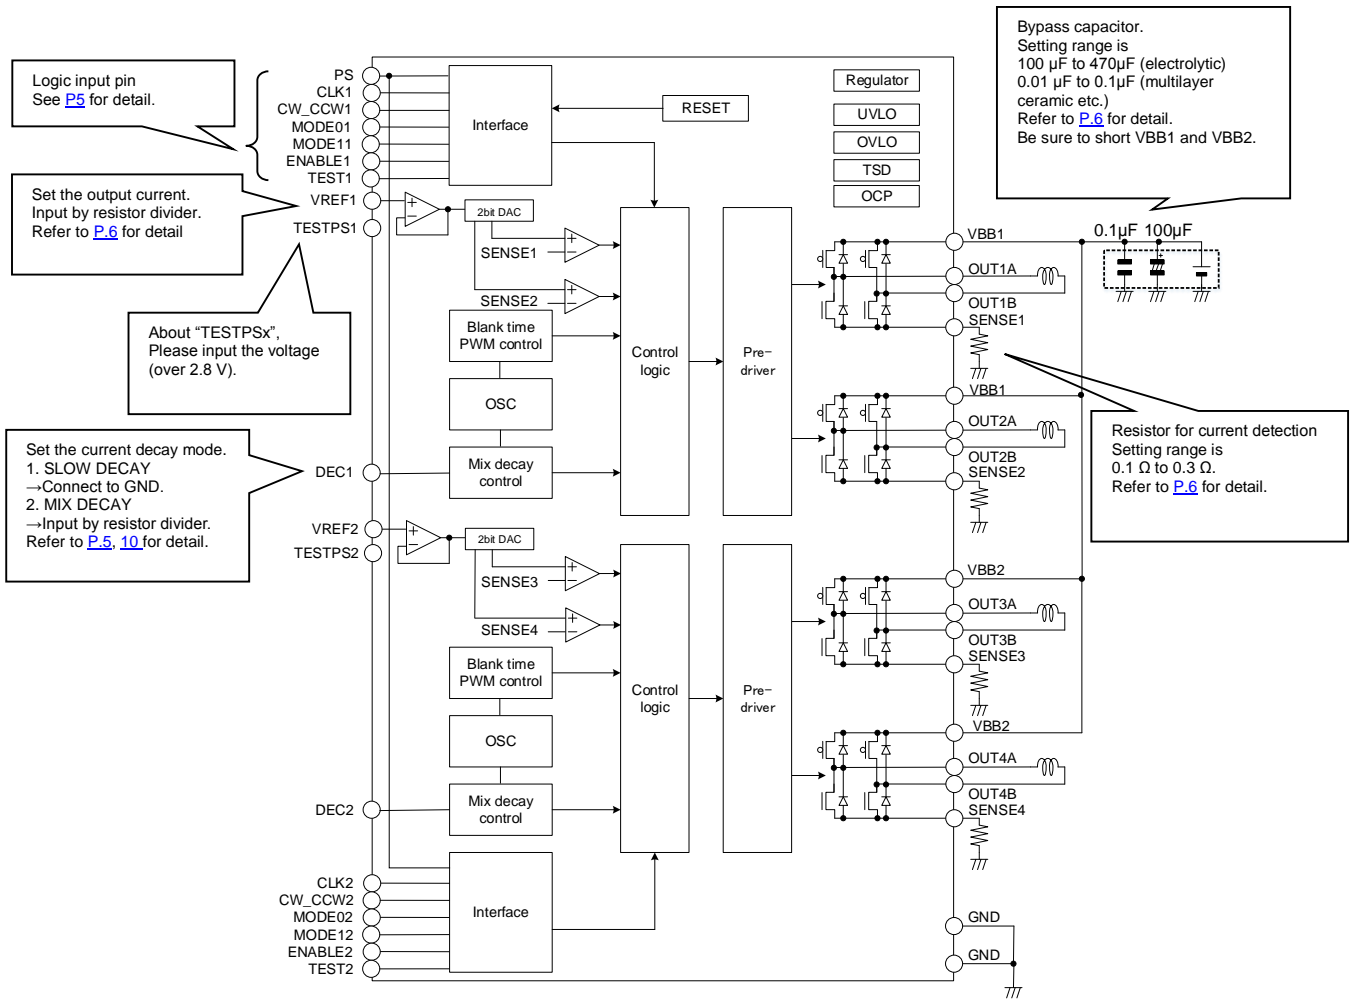 Bypass capacitor.
Setting range is
100 µF to 470µF (electrolytic)
0.01 µF to 0.1µF (multilayer
ceramic etc.)
Refer to P.6 for detail.
Be sure to short VBB1 and VBB2.
Logic input pin
See P5 for detail.
PS
CLK1
CW_CCW1
MODE01
MODE11
ENABLE1
TEST1
Interface
RESET
Regulator
UVLO
OVLO
TSD
OCP
Set the output current.
Input by resistor divider.
Refer to P.6 for detail
VREF1
TESTPS1
2bit DAC
SENSE1
SENSE2
About “TESTPSx”,
Please input the voltage
(over 2.8 V).
Blank time
PWM control
OSC
Mix decay
control
Control
logic
Pre−
driver
VBB1
0.1µF 100µF
OUT1A
OUT1B
SENSE1
VBB1
OUT2A
OUT2B
SENSE2
Resistor for current detection
Setting range is
0.1 Ω to 0.3 Ω.
Refer to P.6 for detail.
Set the current decay mode.
1. SLOW DECAY
→Connect to GND.
2. MIX DECAY
→Input by resistor divider.
Refer to P.5, 10 for detail.
DEC1
VREF2
TESTPS2
2bit DAC
SENSE3
SENSE4
Blank time
PWM control
OSC
Mix decay
control
Control
logic
Pre−
driver
VBB2
OUT3A
OUT3B
SENSE3
VBB2
OUT4A
OUT4B
SENSE4
DEC2
CLK2
CW_CCW2
MODE02
MODE12
ENABLE2
TEST2
Interface
GND
GND